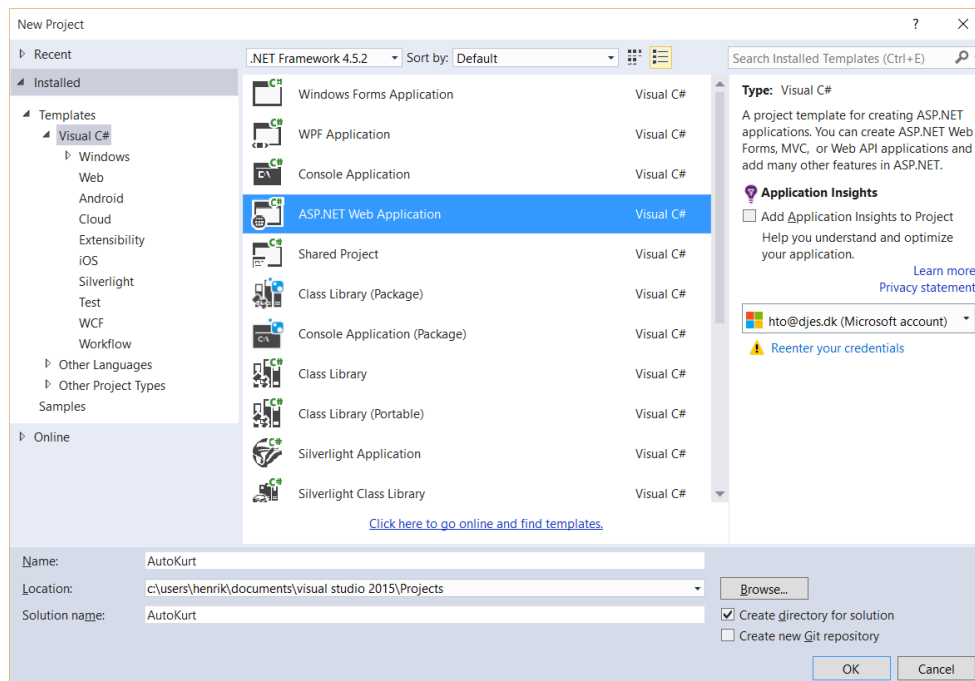 New Project
? ×
Recent
Installed
Templates
Visual C#
Windows
Web
Android
Cloud
Extensibility
iOS
Silverlight
Test
WCF
Workflow
Other Languages
Other Project Types
Samples
Online
.NET Framework 4.5.2 Sort by: Default
Windows Forms Application Visual C#
WPF Application Visual C#
Console Application Visual C#
ASP.NET Web Application Visual C#
Shared Project Visual C#
Class Library (Package) Visual C#
Console Application (Package) Visual C#
Class Library Visual C#
Class Library (Portable) Visual C#
Silverlight Application Visual C#
Silverlight Class Library Visual C#
Click here to go online and find templates.
Search Installed Templates (Ctrl+E)
Type: Visual C#
A project template for creating ASP.NET
applications. You can create ASP.NET Web
Forms, MVC, or Web API applications and
add many other features in ASP.NET.
Application Insights
Add Application Insights to Project
Help you understand and optimize
your application.
Learn more
Privacy statement
hto@djes.dk (Microsoft account)
Reenter your credentials
Name: AutoKurt
Location: c:\users\henrik\documents\visual studio 2015\Projects
Browse...
Solution name: AutoKurt
Create directory for solution
Create new Git repository
OK Cancel